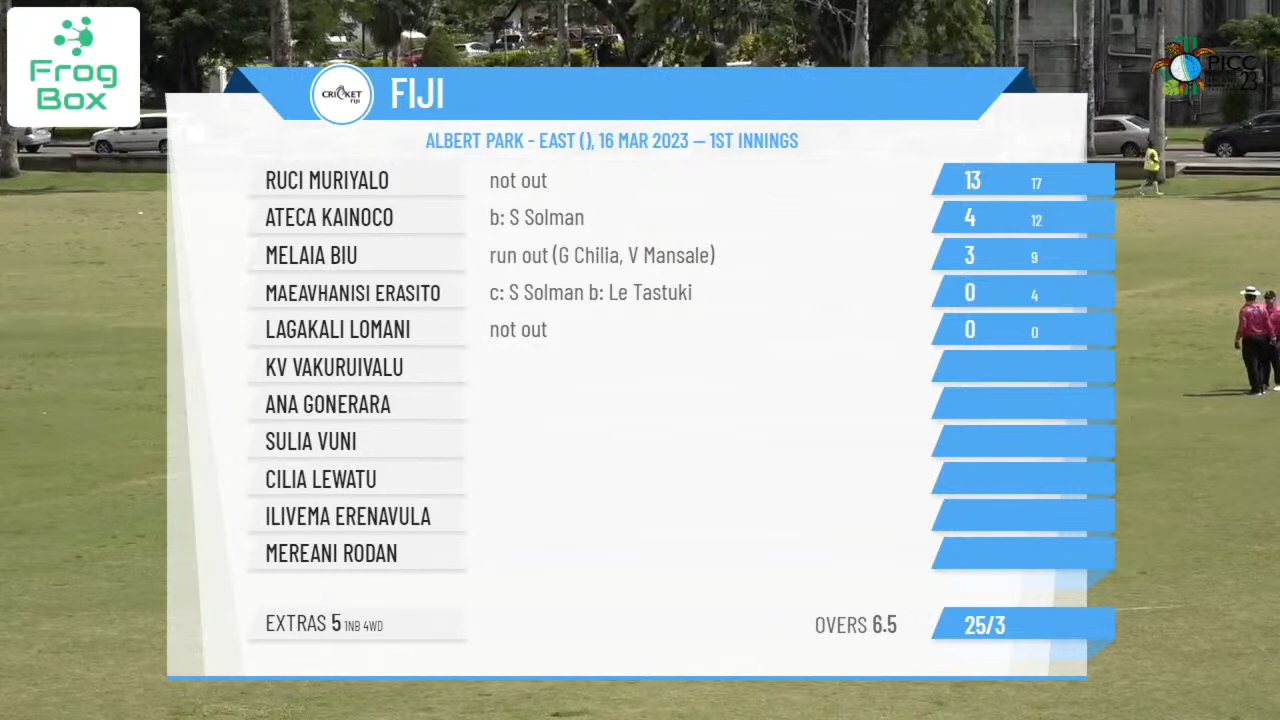 Frog
Box
CRICKET
FIJI
FIJI
PICC
23
ALBERT PARK - EAST (), 16 MAR 2023 – 1ST INNINGS
RUCI MURIYALO not out 13 17
ATECA KAINOCO b: S Solman 4 12
MELAIA BIU run out (G Chilia, V Mansale) 3 9
MAEAVHANISI ERASITO c: S Solman b: Le Tastuki 0 4
LAGAKALI LOMANI not out 0 0
KV VAKURUIVALU
ANA GONERARA
SULIA VUNI
CILIA LEWATU
ILIVEMA ERENAVULA
MEREANI RODAN
EXTRAS 5 1NB 4WD OVERS 6.5 25/3